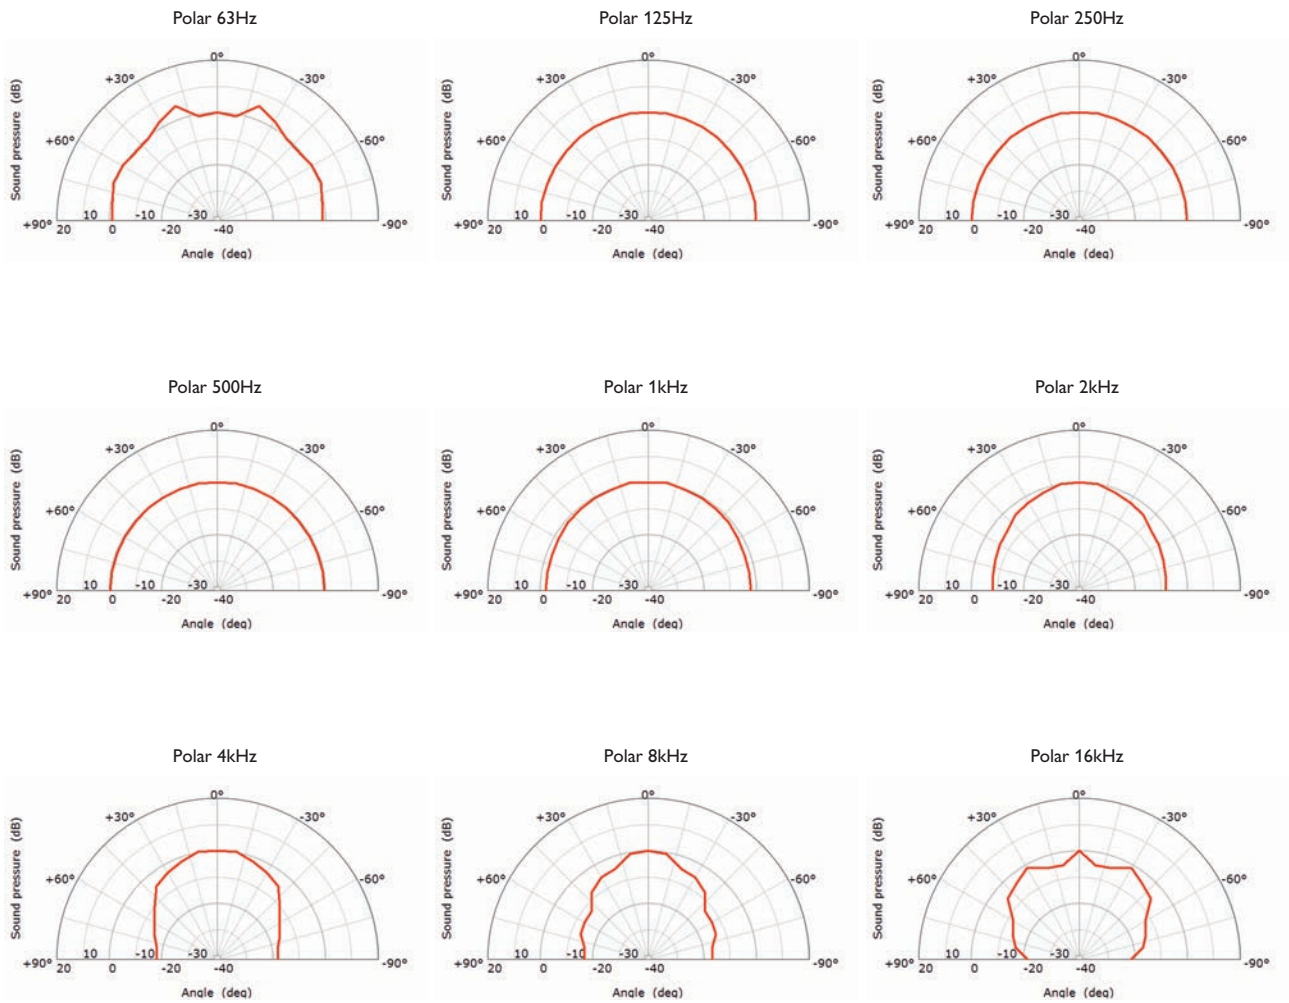 Polar 63Hz
Polar 125Hz
Polar 250Hz
0°
+30° -30°
+60° -60°
Sound pressure (dB)
10 -10 -30
+90° 20 0 -20 -40 -90°
Angle (deg)
0°
+30° -30°
+60° -60°
Sound pressure (dB)
10 -10 -30
+90° 20 0 -20 -40 -90°
Angle (deg)
0°
+30° -30°
+60° -60°
Sound pressure (dB)
10 -10 -30
+90° 20 0 -20 -40 -90°
Angle (deg)
Polar 500Hz
Polar 1kHz
Polar 2kHz
0°
+30° -30°
+60° -60°
Sound pressure (dB)
10 -10 -30
+90° 20 0 -20 -40 -90°
Angle (deg)
0°
+30° -30°
+60° -60°
Sound pressure (dB)
10 -10 -30
+90° 20 0 -20 -40 -90°
Angle (deg)
0°
+30° -30°
+60° -60°
Sound pressure (dB)
10 -10 -30
+90° 20 0 -20 -40 -90°
Angle (deg)
Polar 4kHz
Polar 8kHz
Polar 16kHz
0°
+30° -30°
+60° -60°
Sound pressure (dB)
10 -10 -30
+90° 20 0 -20 -40 -90°
Angle (deg)
0°
+30° -30°
+60° -60°
Sound pressure (dB)
10 -10 -30
+90° 20 0 -20 -40 -90°
Angle (deg)
0°
+30° -30°
+60° -60°
Sound pressure (dB)
10 -10 -30
+90° 20 0 -20 -40 -90°
Angle (deg)